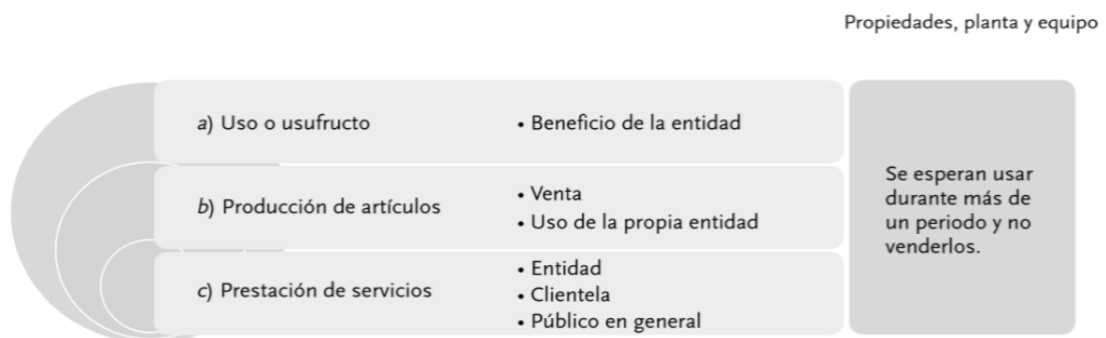 Propiedades, planta y equipo
a) Uso o usufructo
• Beneficio de la entidad
b) Producción de artículos
• Venta
• Uso de la propia entidad
c) Prestación de servicios
• Entidad
• Clientela
• Público en general
Se esperan usar
durante más de
un periodo y no
venderlos.